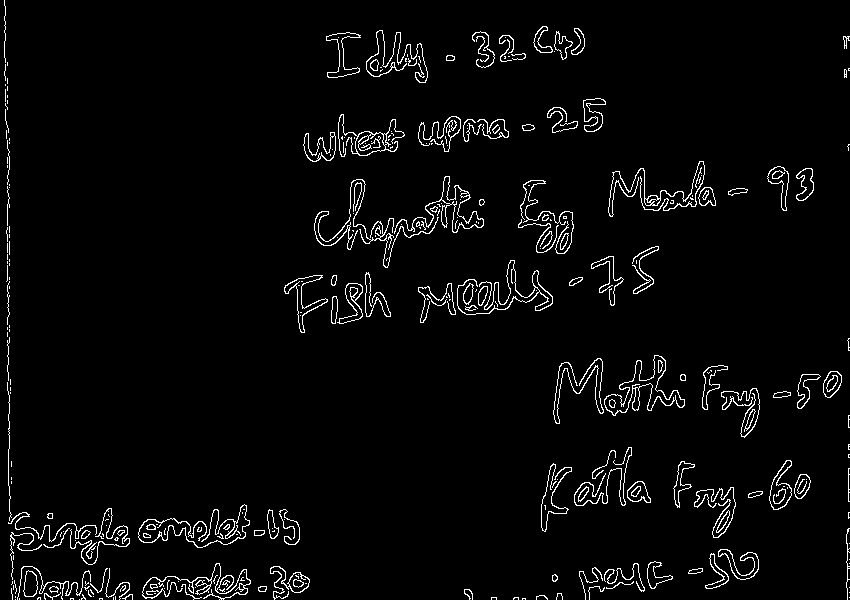 Idly - 32 (4)
wheat upma - 25
Chapathi Egg Masala - 93
Fish meals - 75
Mathi Fry - 50
Katla Fry - 60
Single omelet - 15
Double omelet - 30
- 50